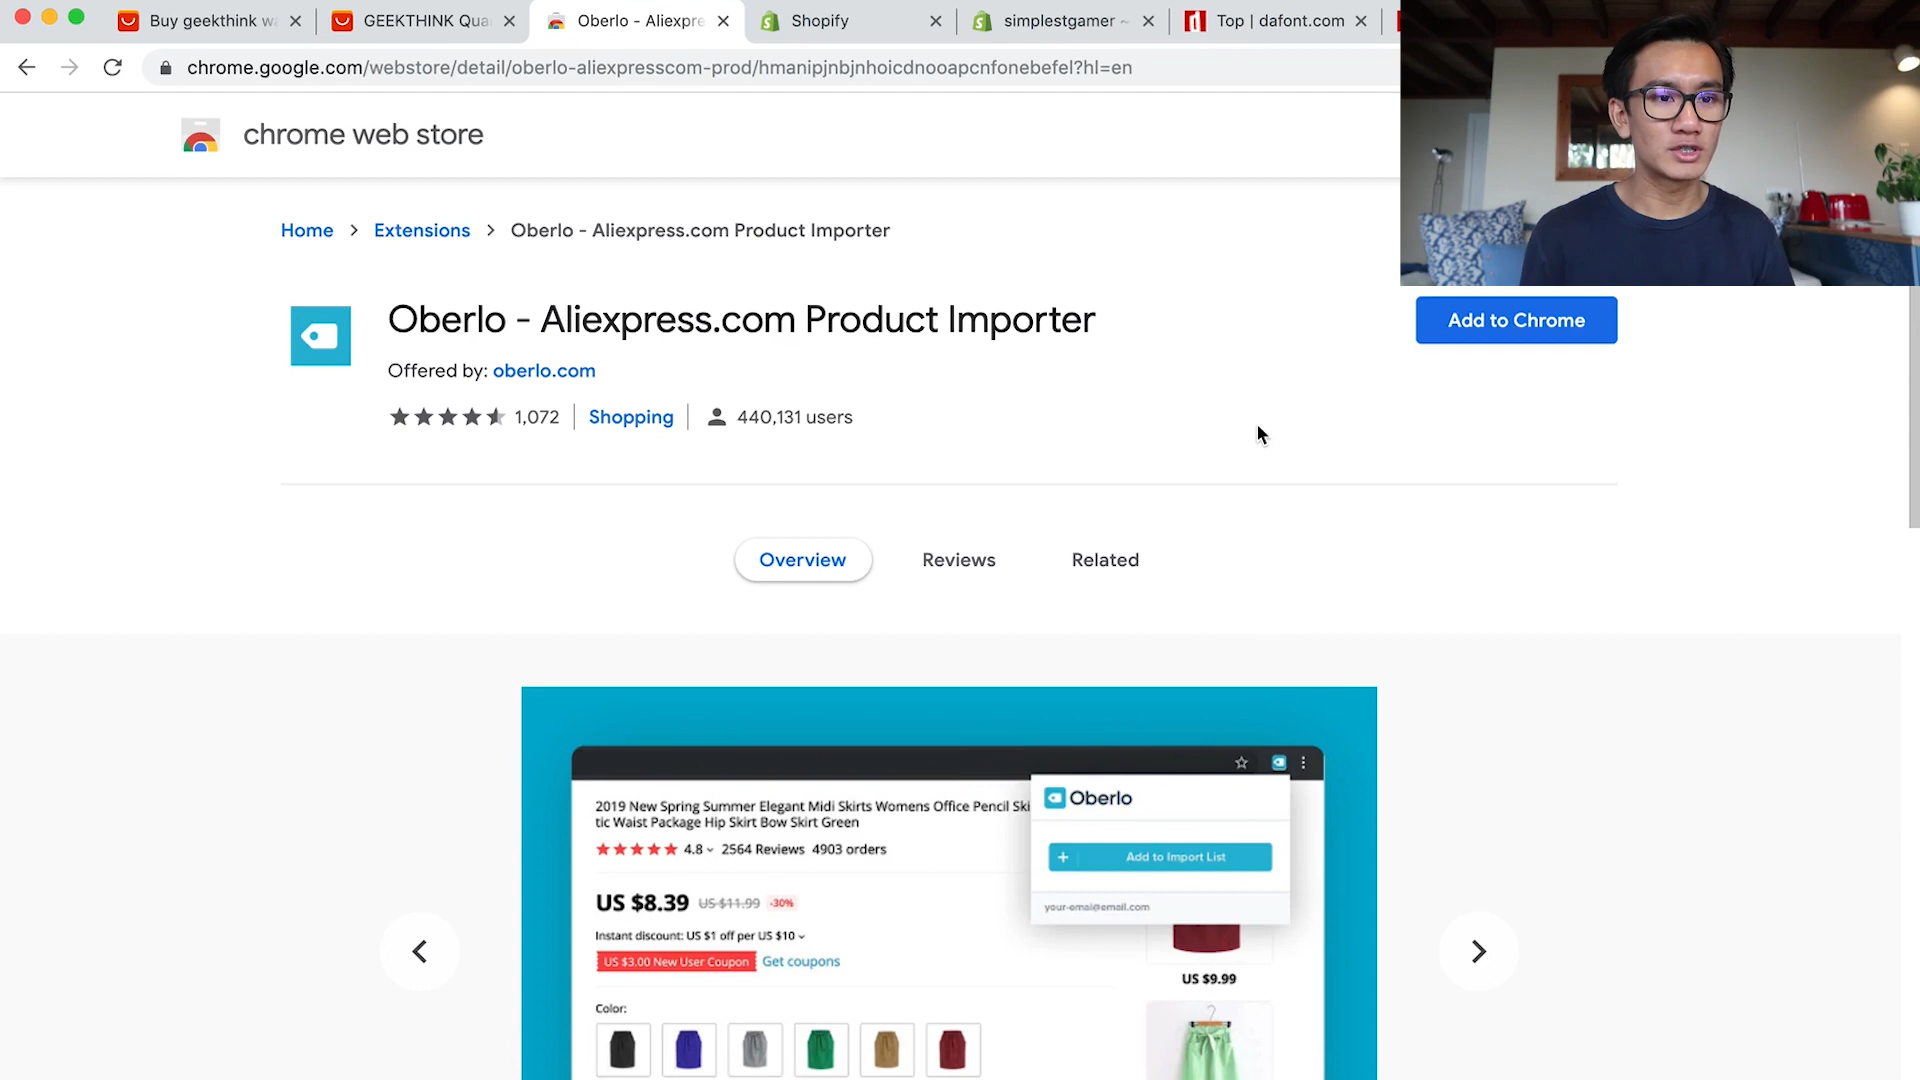 Buy geekthink wa
GEEKTHINK Qua
Oberlo - Aliexpre
Shopify
simplestgamer ~
Top | dafont.com
chrome.google.com/webstore/detail/oberlo-aliexpresscom-prod/hmanipjnbjnhoicdnooapcnfonebefel?hl=en
chrome web store
Home > Extensions > Oberlo - Aliexpress.com Product Importer
Oberlo - Aliexpress.com Product Importer
Add to Chrome
Offered by: oberlo.com
1,072
Shopping
440,131 users
Overview
Reviews
Related
2019 New Spring Summer Elegant Midi Skirts Womens Office Pencil Ski
tic Waist Package Hip Skirt Bow Skirt Green
4.8 2564 Reviews 4903 orders
Oberlo
+ Add to Import List
your-email@email.com
US $8.39 US $11.99 -30%
Instant discount: US $1 off per US $10
US $3.00 New User Coupon Get coupons
US $9.99
Color: